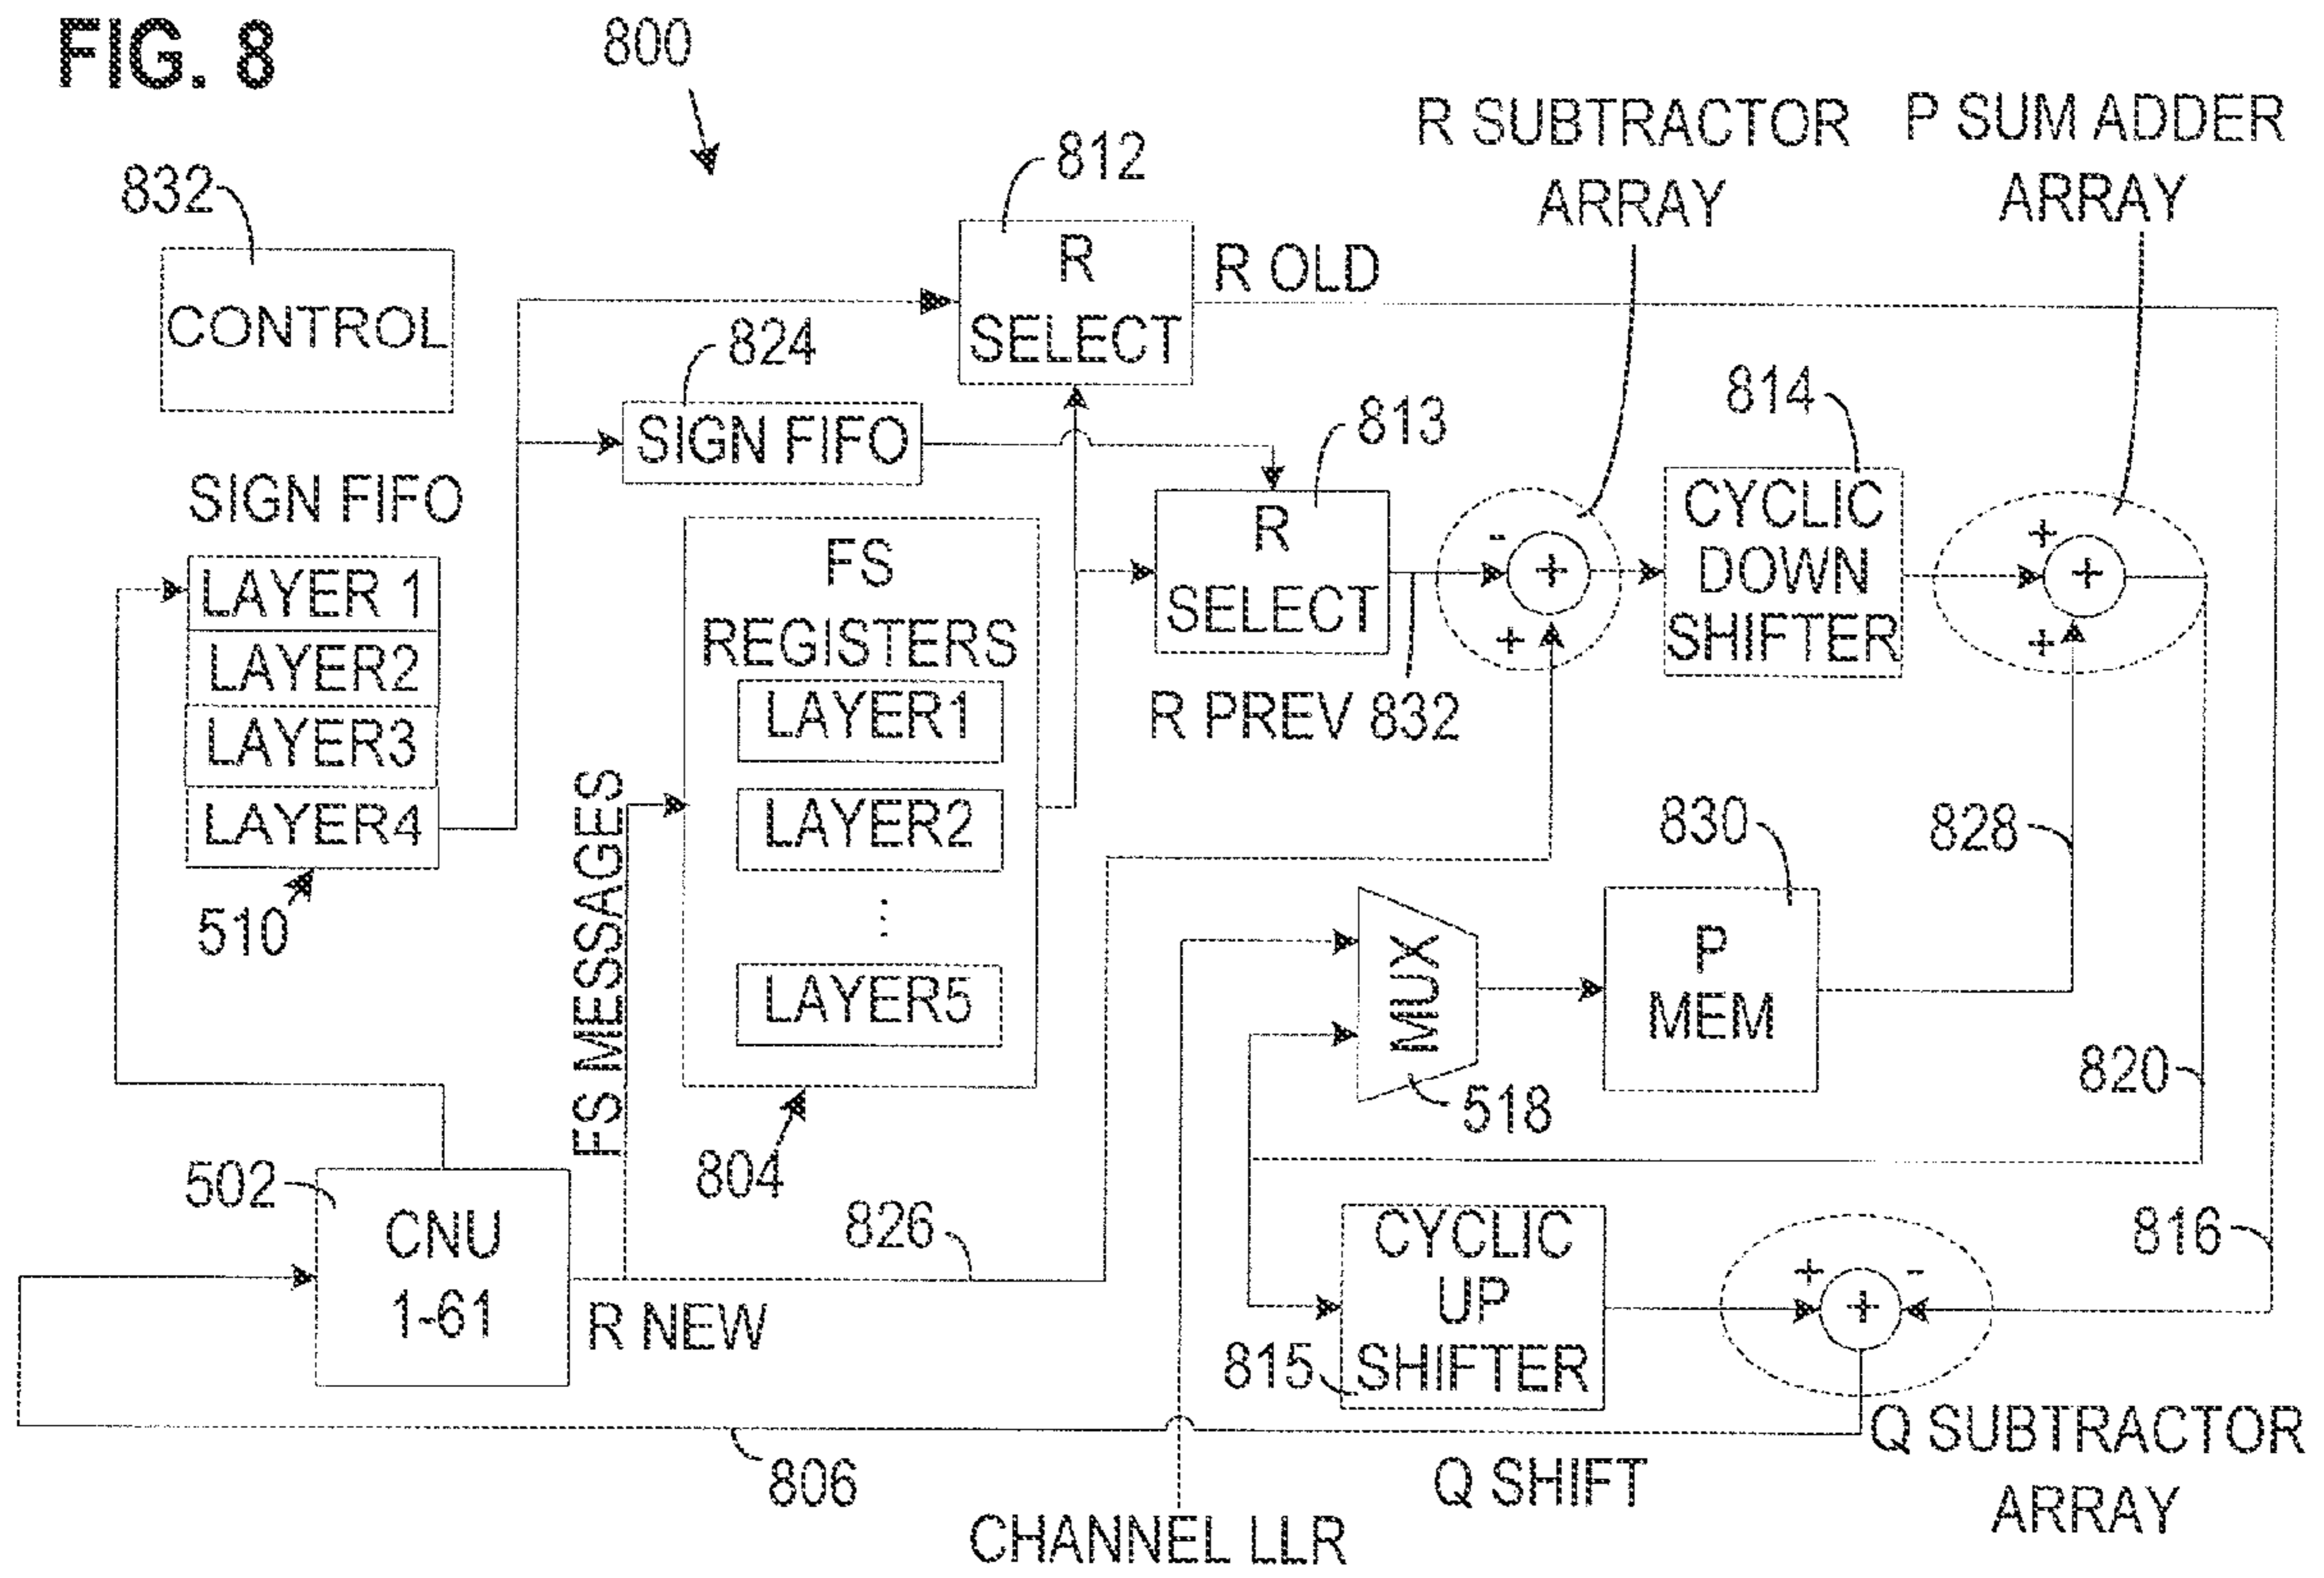 FIG. 8
800
832
CONTROL
812
R
SELECT
R OLD
R SUBTRACTOR
ARRAY
P SUM ADDER
ARRAY
824
SIGN FIFO
813
R
SELECT
-
+
+
R PREV 832
814
CYCLIC
DOWN
SHIFTER
+
+
+
SIGN FIFO
LAYER 1
LAYER2
LAYER3
LAYER4
510
FS
REGISTERS
LAYER1
LAYER2
⋮
LAYER5
804
FS MESSAGES
MUX
518
830
P
MEM
828
820
816
502
CNU
1-61
R NEW
826
CYCLIC
UP
SHIFTER
815
+
-
+
Q SUBTRACTOR
ARRAY
806
Q SHIFT
CHANNEL LLR